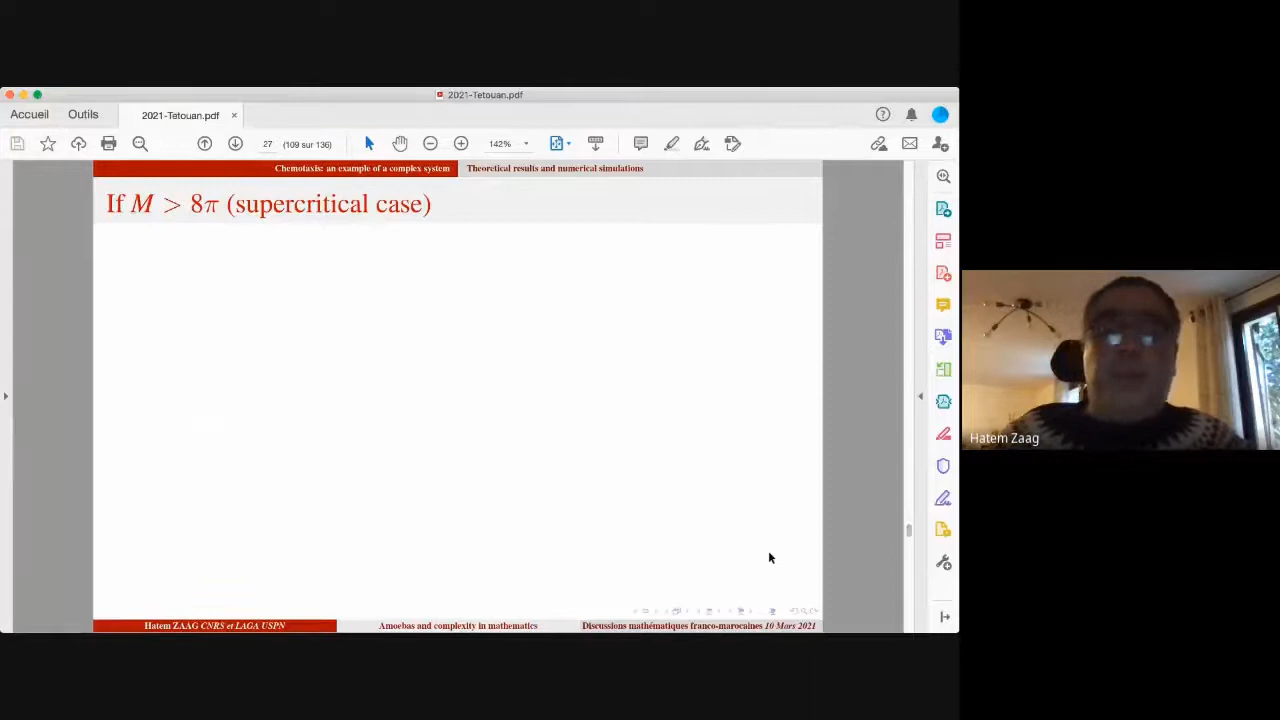 2021-Tetouan.pdf
Accueil
Outils
2021-Tetouan.pdf ×
27
(109 sur 136)
142%
Chemotaxis: an example of a complex system
Theoretical results and numerical simulations
If M > 8π (supercritical case)
Hatem ZAAG CNRS et LAGA USPN
Amoebas and complexity in mathematics
Discussions mathématiques franco-marocaines 10 Mars 2021
Hatem Zaag